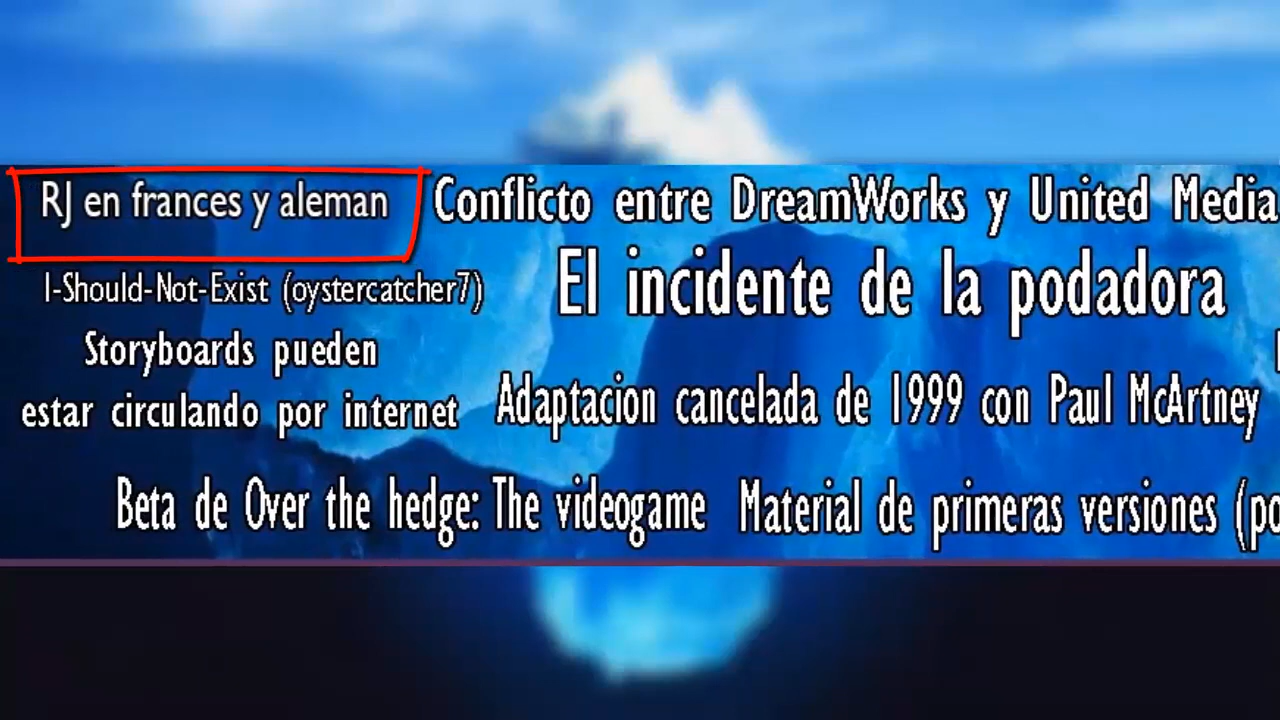 RJ en frances y aleman
Conflicto entre DreamWorks y United Media
I-Should-Not-Exist (oystercatcher7)
El incidente de la podadora
Storyboards pueden
estar circulando por internet
Adaptacion cancelada de 1999 con Paul McArtney
Beta de Over the hedge: The videogame
Material de primeras versiones